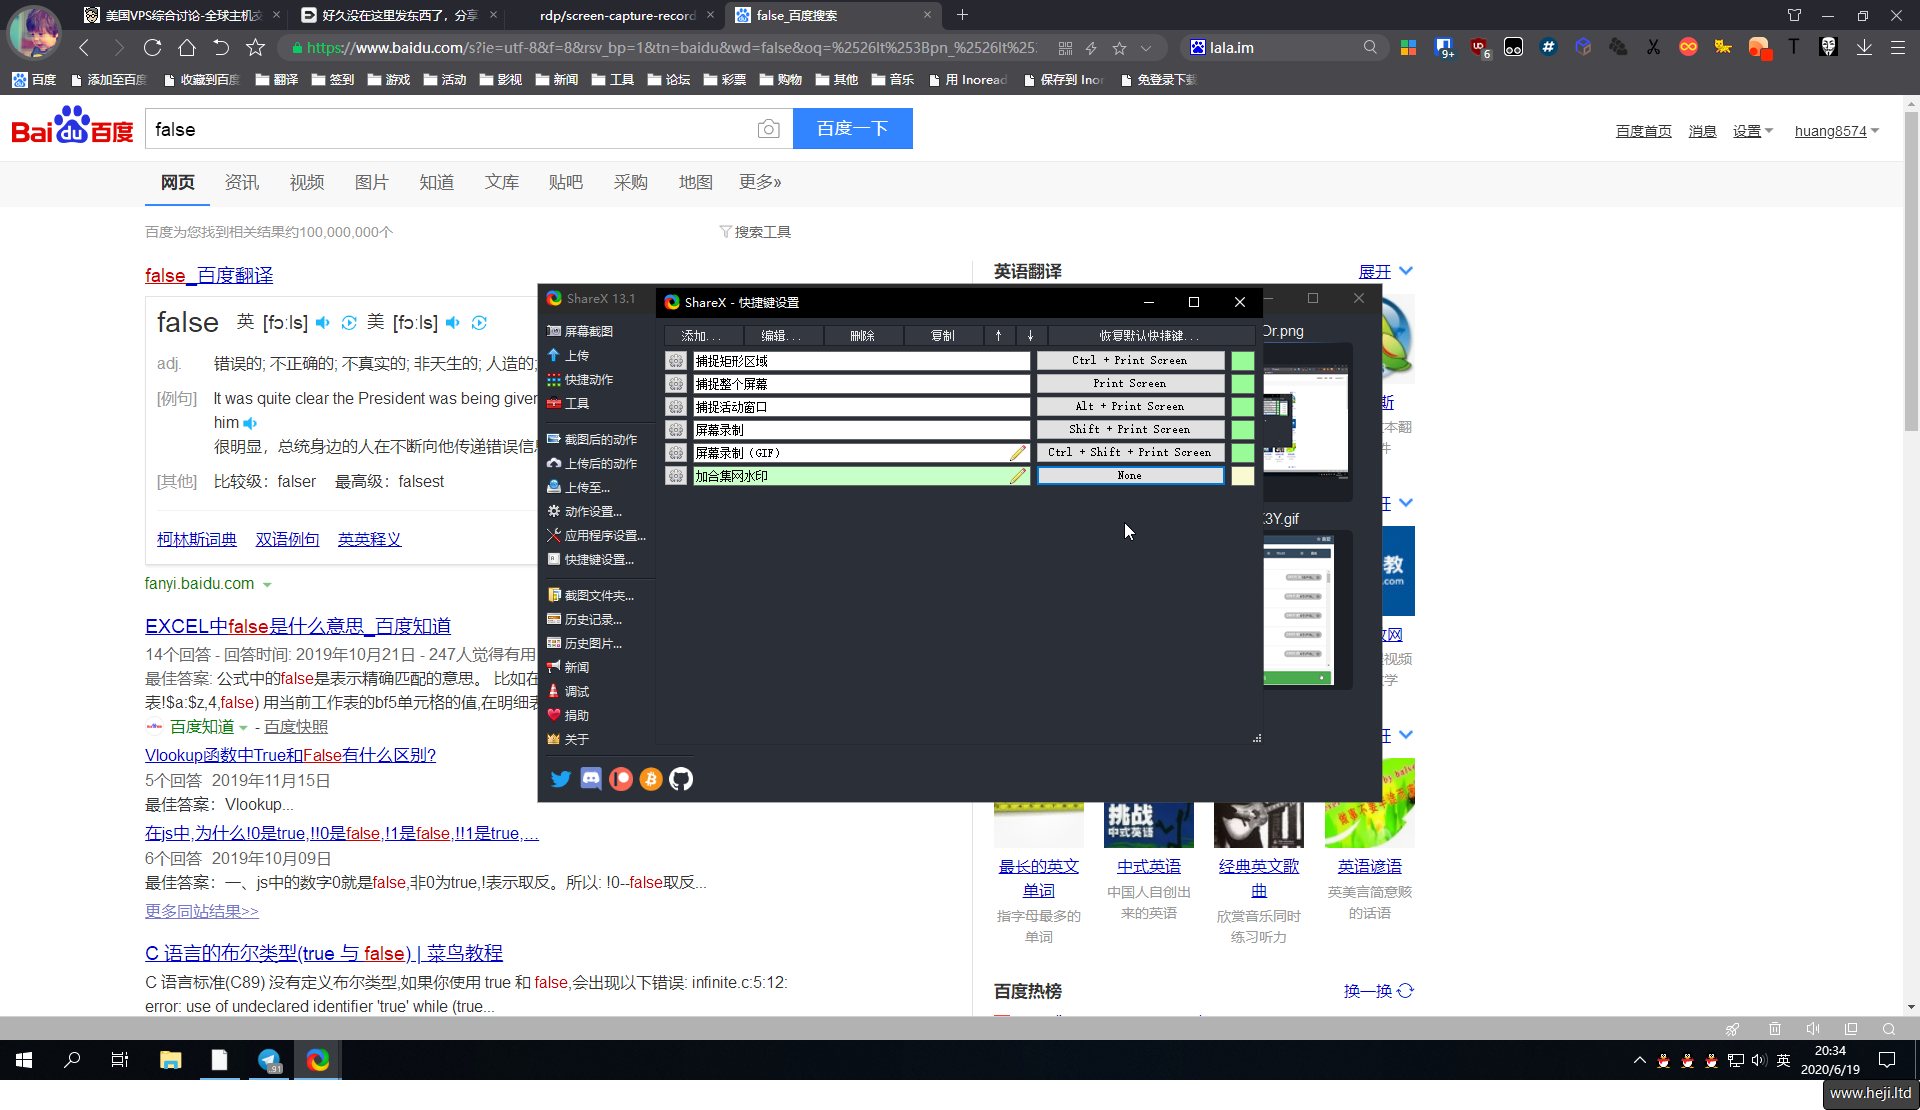 美国VPS综合讨论-全球主机交
好久没在这里发东西了，分享
rdp/screen-capture-record
false_百度搜索
https://www.baidu.com/s?ie=utf-8&f=8&rsv_bp=1&tn=baidu&wd=false&oq=%2526lt%253Bpn_%2526lt%25
lala.im
9+
6
百度
添加至百度
收藏到百度
翻译
签到
游戏
活动
影视
新闻
工具
论坛
彩票
购物
其他
音乐
用 Inoread
保存到 Ino
免登录下载
Bai du 百度
false
百度一下
百度首页
消息
设置
huang8574
网页 资讯 视频 图片 知道 文库 贴吧 采购 地图 更多»
百度为您找到相关结果约100,000,000个
搜索工具
false_百度翻译
false 英 [fɔːls] 美 [fɔːls]
adj. 错误的; 不正确的; 不真实的; 非天生的; 人造的;
[例句] It was quite clear the President was being given
him
很明显，总统身边的人在不断向他传递错误信息
[其他] 比较级：falser 最高级：falsest
柯林斯词典 双语例句 英英释义
fanyi.baidu.com
EXCEL中false是什么意思_百度知道
14个回答 - 回答时间: 2019年10月21日 - 247人觉得有用
最佳答案: 公式中的false是表示精确匹配的意思。 比如在
表!$a:$z,4,false) 用当前工作表的bf5单元格的值,在明细表
百度知道 - 百度快照
Vlookup函数中True和False有什么区别?
5个回答 2019年11月15日
最佳答案：Vlookup...
在js中,为什么!0是true,!!0是false,!1是false,!!1是true,...
6个回答 2019年10月09日
最佳答案：一、js中的数字0就是false,非0为true,!表示取反。所以: !0--false取反...
更多同站结果>>
C 语言的布尔类型(true 与 false) | 菜鸟教程
C 语言标准(C89) 没有定义布尔类型,如果你使用 true 和 false,会出现以下错误: infinite.c:5:12:
error: use of undeclared identifier 'true' while (true...
英语翻译
展开
ShareX 13.1
屏幕截图
上传
快捷动作
工具
截图后的动作
上传后的动作
上传至...
动作设置...
应用程序设置...
快捷键设置...
截图文件夹...
历史记录...
历史图片...
新闻
调试
捐助
关于
ShareX - 快捷键设置
添加... 编辑... 删除 复制 ↑ ↓ 恢复默认快捷键...
捕捉矩形区域 Ctrl + Print Screen
捕捉整个屏幕 Print Screen
捕捉活动窗口 Alt + Print Screen
屏幕录制 Shift + Print Screen
屏幕录制（GIF） Ctrl + Shift + Print Screen
加合集网水印 None
Or.png
3Y.gif
斯
本翻
件
开
教
.com
网
视频
学
开
挑战
中式英语
最长的英文
单词
指字母最多的
单词
中式英语
中国人自创出
来的英语
经典英文歌
曲
欣赏音乐同时
练习听力
英语谚语
英美言简意赅
的话语
百度热榜
换一换
91
英
20:34
2020/6/19
www.heji.ltd